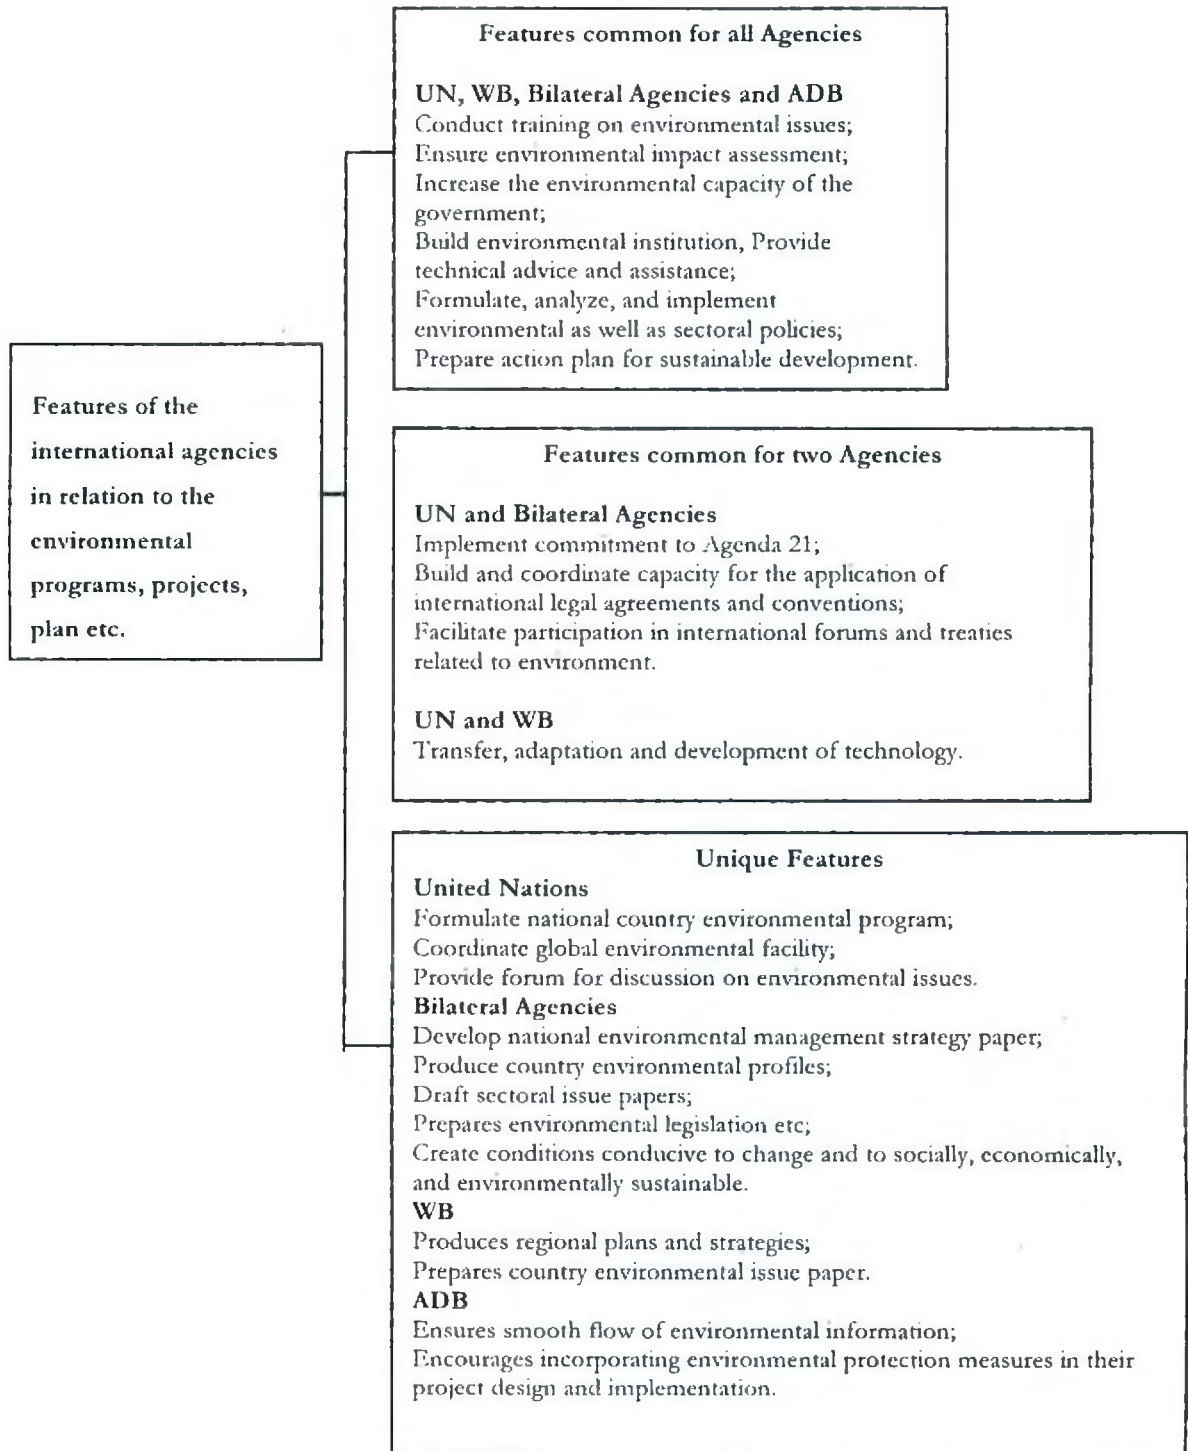 Features of the
international agencies
in relation to the
environmental
programs, projects,
plan etc.
Features common for all Agencies
UN, WB, Bilateral Agencies and ADB
Conduct training on environmental issues;
Ensure environmental impact assessment;
Increase the environmental capacity of the
government;
Build environmental institution, Provide
technical advice and assistance;
Formulate, analyze, and implement
environmental as well as sectoral policies;
Prepare action plan for sustainable development.
Features common for two Agencies
UN and Bilateral Agencies
Implement commitment to Agenda 21;
Build and coordinate capacity for the application of
international legal agreements and conventions;
Facilitate participation in international forums and treaties
related to environment.
UN and WB
Transfer, adaptation and development of technology.
Unique Features
United Nations
Formulate national country environmental program;
Coordinate global environmental facility;
Provide forum for discussion on environmental issues.
Bilateral Agencies
Develop national environmental management strategy paper;
Produce country environmental profiles;
Draft sectoral issue papers;
Prepares environmental legislation etc;
Create conditions conducive to change and to socially, economically,
and environmentally sustainable.
WB
Produces regional plans and strategies;
Prepares country environmental issue paper.
ADB
Ensures smooth flow of environmental information;
Encourages incorporating environmental protection measures in their
project design and implementation.